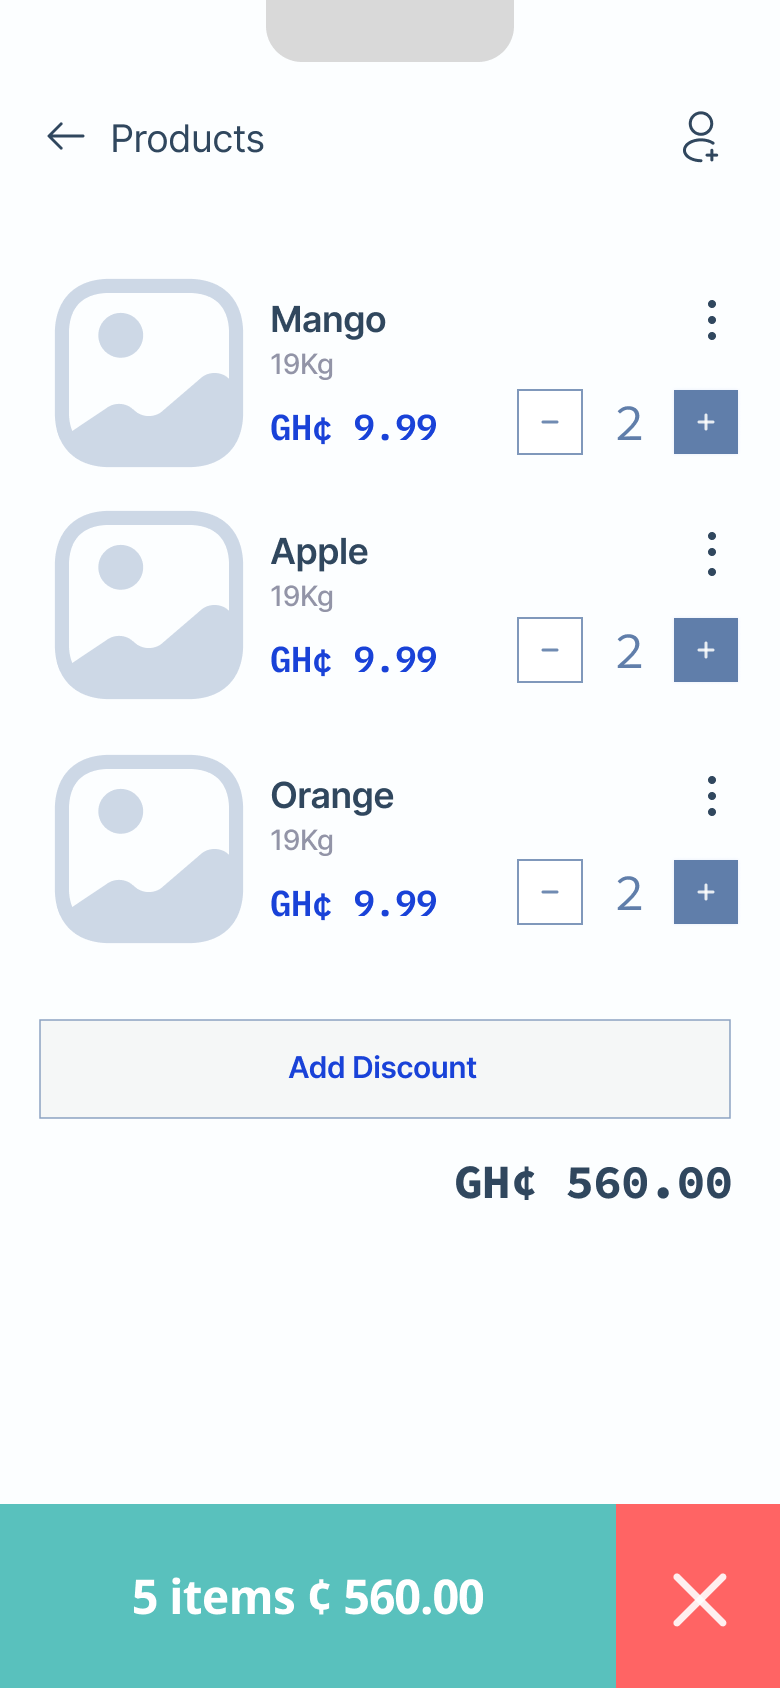 Products
Mango
19Kg
GH¢ 9.99
− 2 +
Apple
19Kg
GH¢ 9.99
− 2 +
Orange
19Kg
GH¢ 9.99
− 2 +
Add Discount
GH¢ 560.00
5 items ¢ 560.00